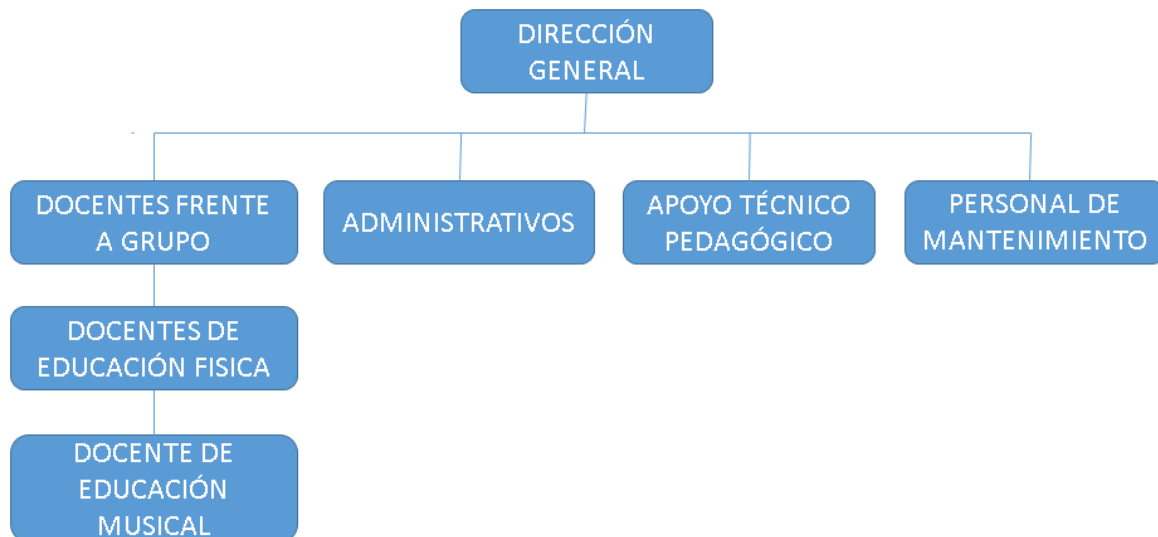 DIRECCIÓN
GENERAL
DOCENTES FRENTE
A GRUPO
ADMINISTRATIVOS
APOYO TÉCNICO
PEDAGÓGICO
PERSONAL DE
MANTENIMIENTO
DOCENTES DE
EDUCACIÓN FISICA
DOCENTE DE
EDUCACIÓN
MUSICAL